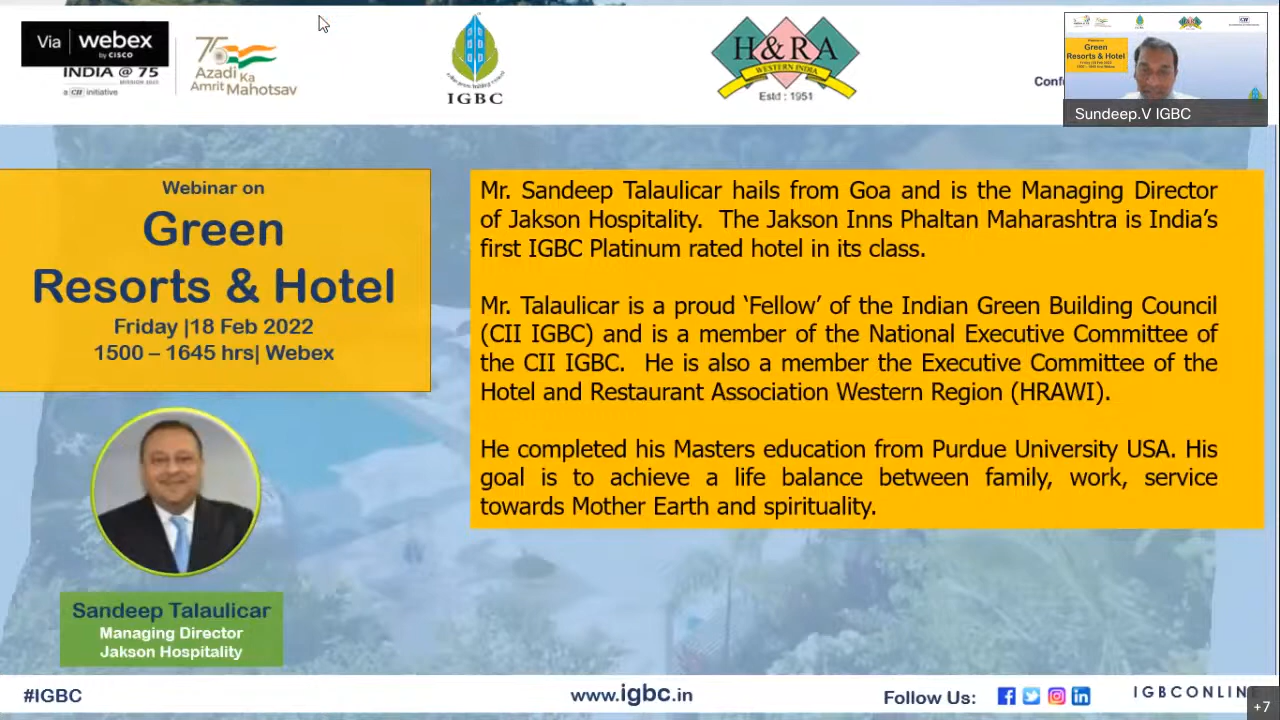 Via webex
by CISCO
INDIA @ 75
a CII initiative
75
Azadi Ka
Amrit Mahotsav
IGBC
H&RA
WESTERN INDIA
Estd : 1951
Green
Resorts & Hotel
Sundeep.V IGBC
Webinar on
Green
Resorts & Hotel
Friday |18 Feb 2022
1500 – 1645 hrs| Webex
Mr. Sandeep Talaulicar hails from Goa and is the Managing Director
of Jakson Hospitality. The Jakson Inns Phaltan Maharashtra is India’s
first IGBC Platinum rated hotel in its class.
Mr. Talaulicar is a proud ‘Fellow’ of the Indian Green Building Council
(CII IGBC) and is a member of the National Executive Committee of
the CII IGBC. He is also a member the Executive Committee of the
Hotel and Restaurant Association Western Region (HRAWI).
He completed his Masters education from Purdue University USA. His
goal is to achieve a life balance between family, work, service
towards Mother Earth and spirituality.
Sandeep Talaulicar
Managing Director
Jakson Hospitality
#IGBC
www.igbc.in
Follow Us:
IGBCONLINE
+7